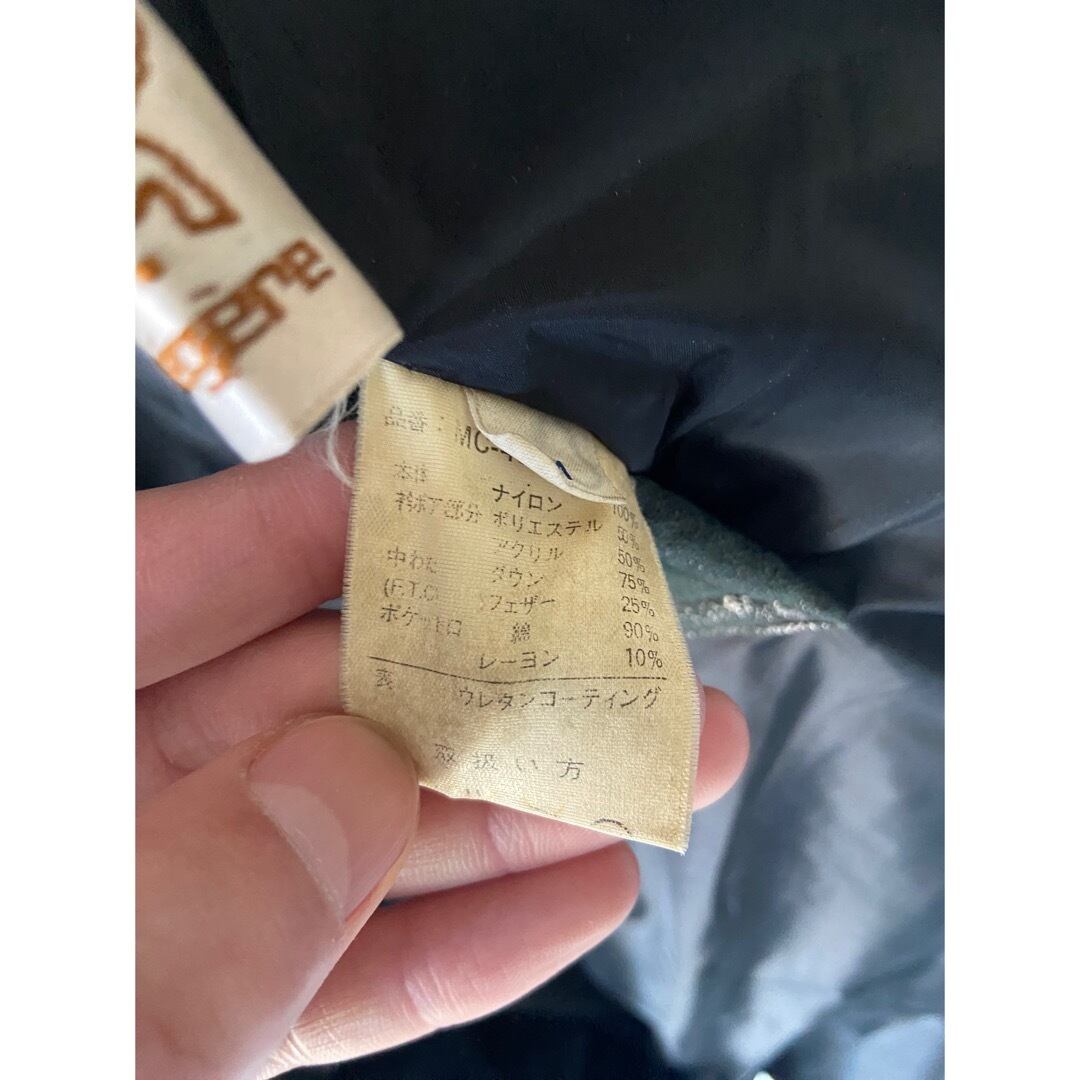 品番：MC-
本体 ナイロン 100%
衿ボア部分 ポリエステル 50%
アクリル 50%
中わた ダウン 75%
(F.T.C. )フェザー 25%
ポケット口 綿 90%
レーヨン 10%
表 ウレタンコーティング
取扱い方